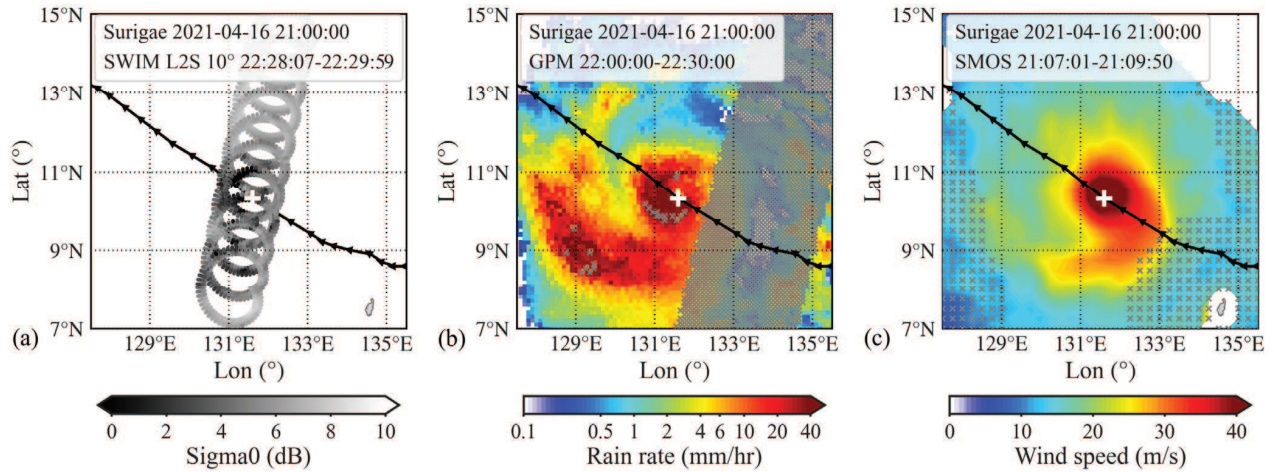 Surigae 2021-04-16 21:00:00
SWIM L2S 10° 22:28:07-22:29:59
15°N
13°N
11°N
9°N
7°N
Lat (°)
129°E 131°E 133°E 135°E
Lon (°)
(a)
0 2 4 6 8 10
Sigma0 (dB)
Surigae 2021-04-16 21:00:00
GPM 22:00:00-22:30:00
15°N
13°N
11°N
9°N
7°N
Lat (°)
129°E 131°E 133°E 135°E
Lon (°)
(b)
0.1 0.5 1 2 4 6 10 20 40
Rain rate (mm/hr)
Surigae 2021-04-16 21:00:00
SMOS 21:07:01-21:09:50
15°N
13°N
11°N
9°N
7°N
Lat (°)
129°E 131°E 133°E 135°E
Lon (°)
(c)
0 10 20 30 40
Wind speed (m/s)